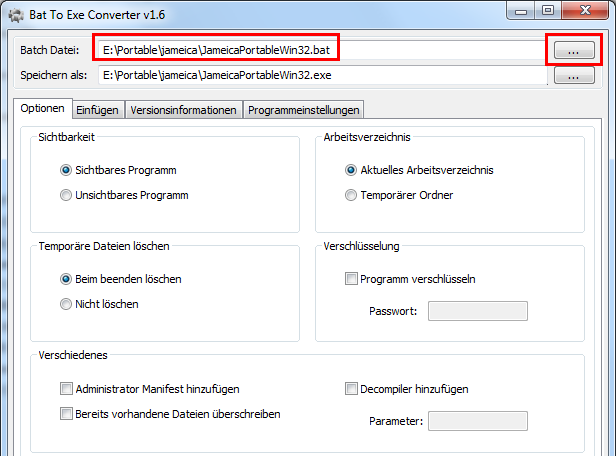 Bat To Exe Converter v1.6
Batch Datei: E:\Portable\jameica\JameicaPortableWin32.bat ...
Speichern als: E:\Portable\jameica\JameicaPortableWin32.exe ...
Optionen Einfügen Versionsinformationen Programmeinstellungen
Sichtbarkeit
Sichtbares Programm
Unsichtbares Programm
Arbeitsverzeichnis
Aktuelles Arbeitsverzeichnis
Temporärer Ordner
Temporäre Dateien löschen
Beim beenden löschen
Nicht löschen
Verschlüsselung
Programm verschlüsseln
Passwort:
Verschiedenes
Administrator Manifest hinzufügen
Bereits vorhandene Dateien überschreiben
Decompiler hinzufügen
Parameter: